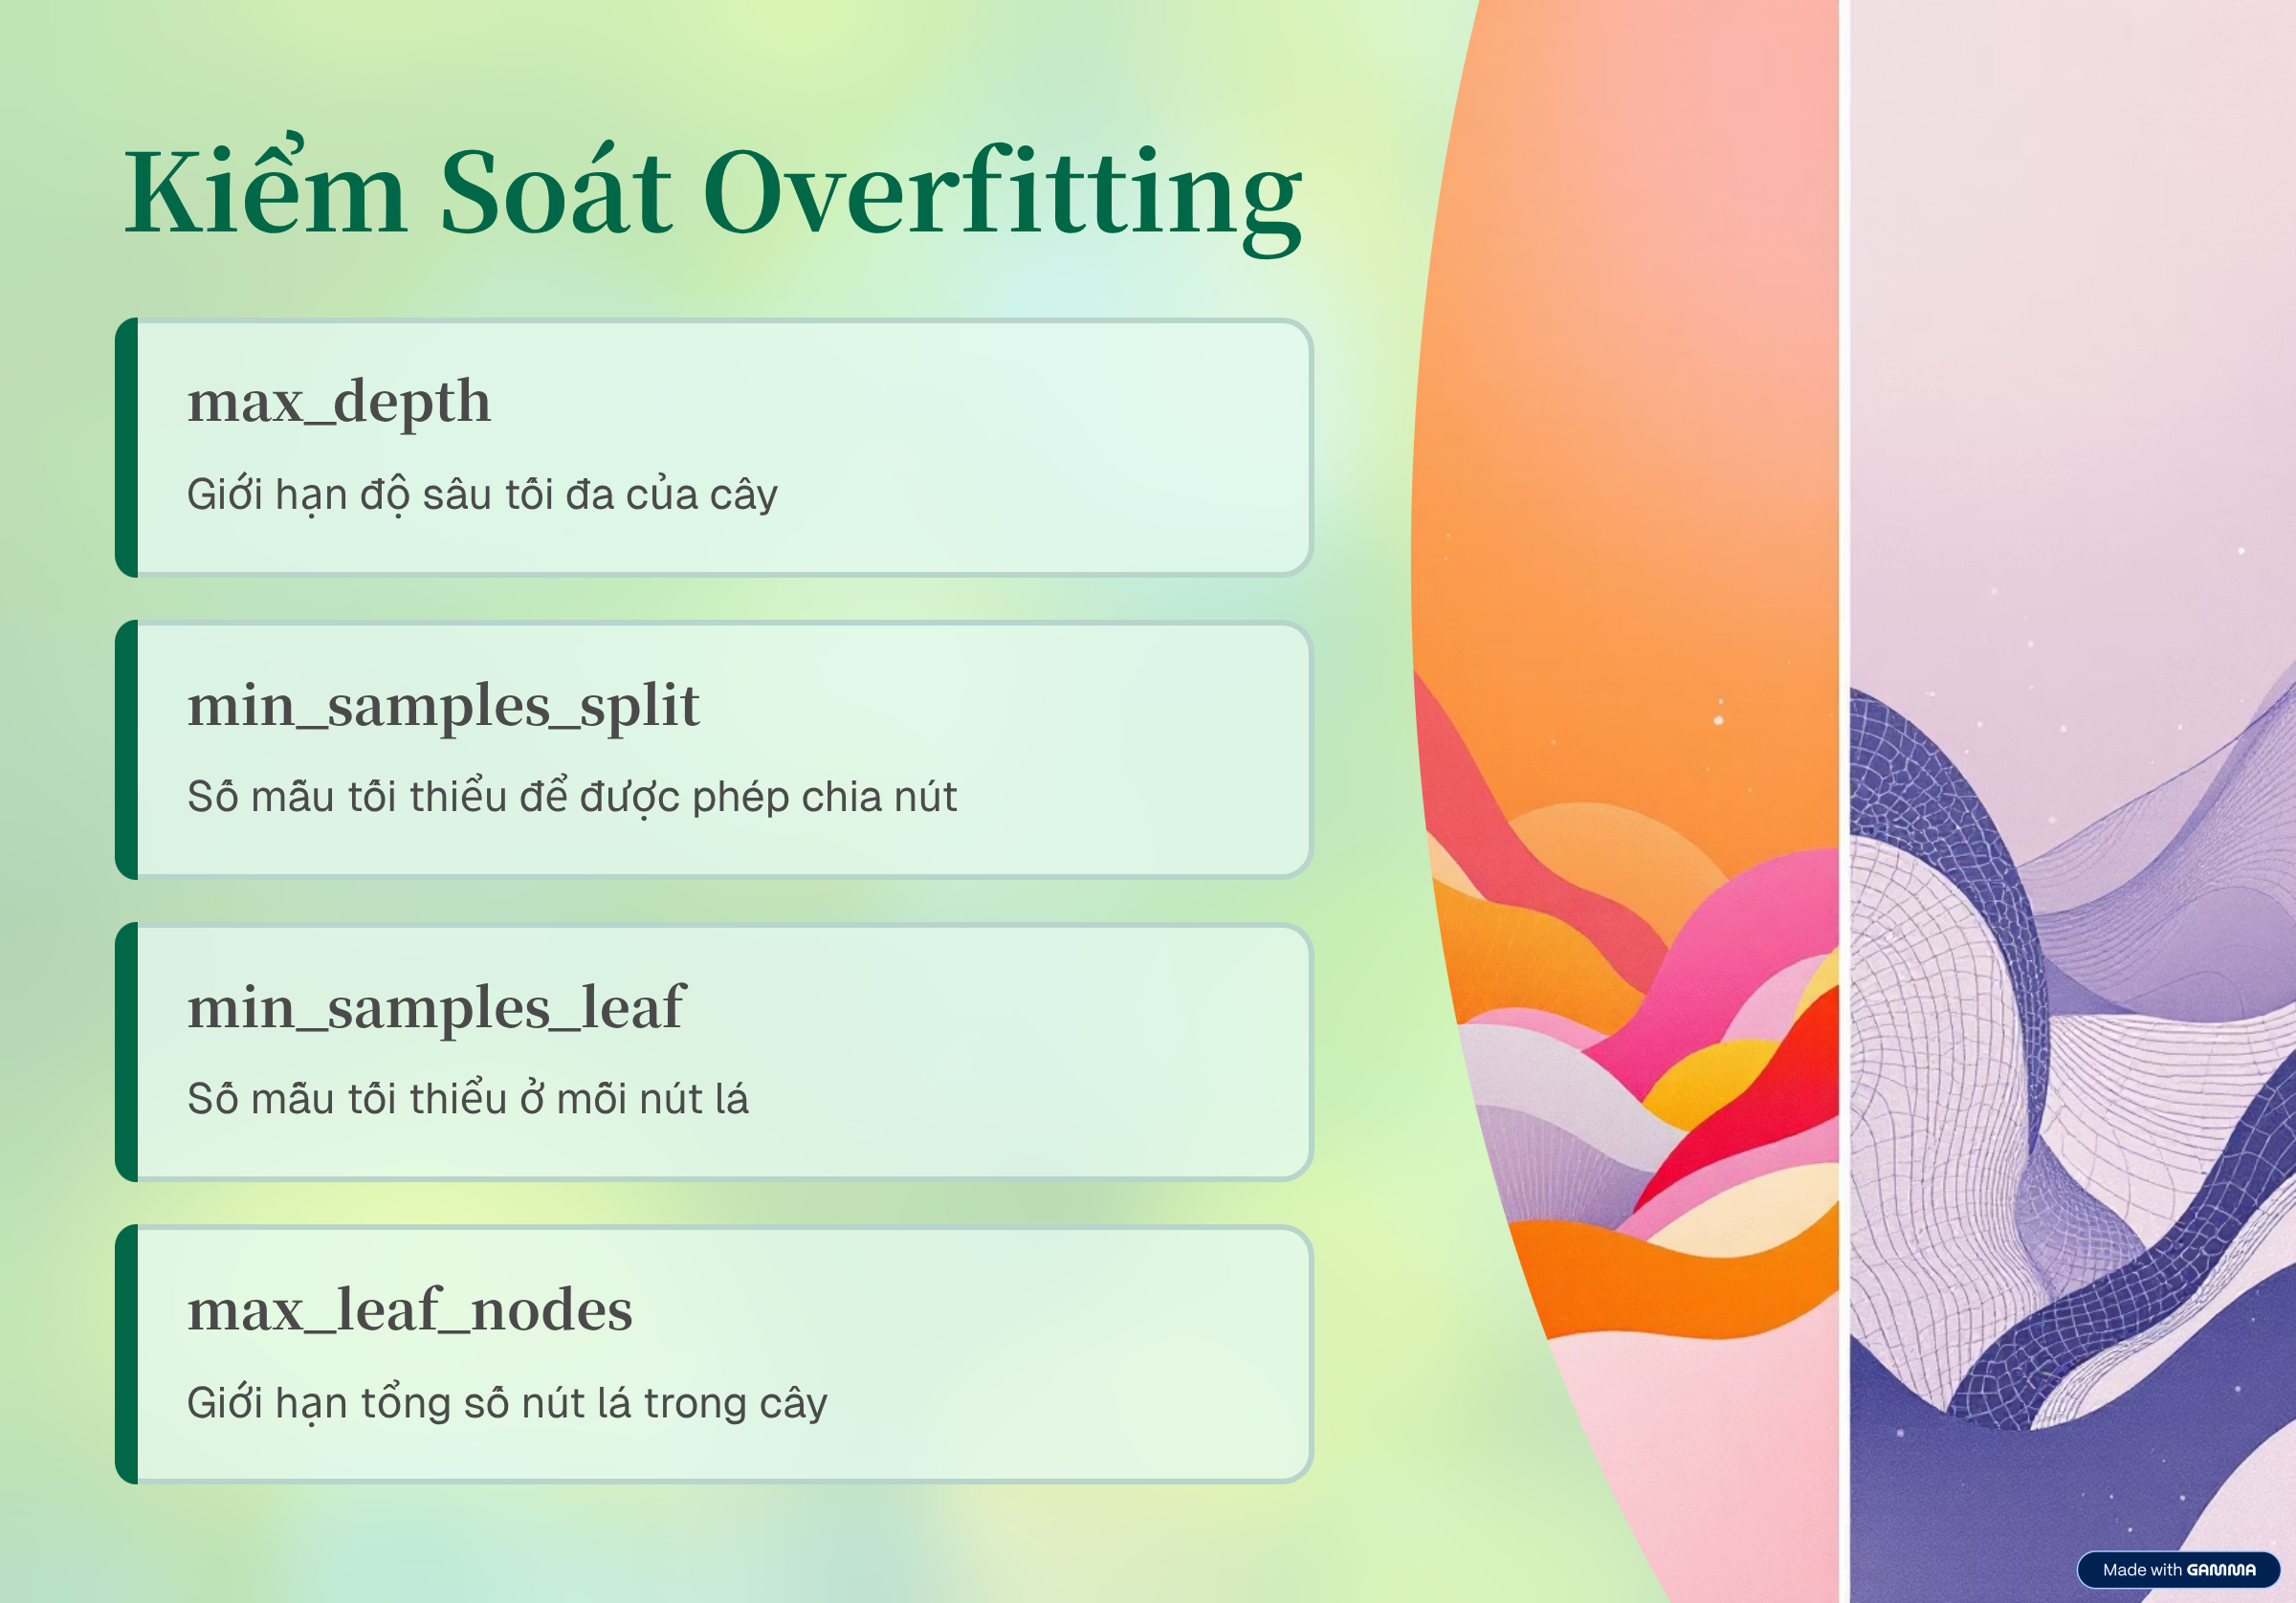 Kiểm Soát Overfitting
max_depth
Giới hạn độ sâu tối đa của cây
min_samples_split
Số mẫu tối thiểu để được phép chia nút
min_samples_leaf
Số mẫu tối thiểu ở mỗi nút lá
max_leaf_nodes
Giới hạn tổng số nút lá trong cây
Made with GAMMA